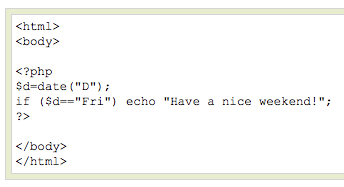 <html>
<body>
<?php
$d=date("D");
if ($d=="Fri") echo "Have a nice weekend!";
?>
</body>
</html>